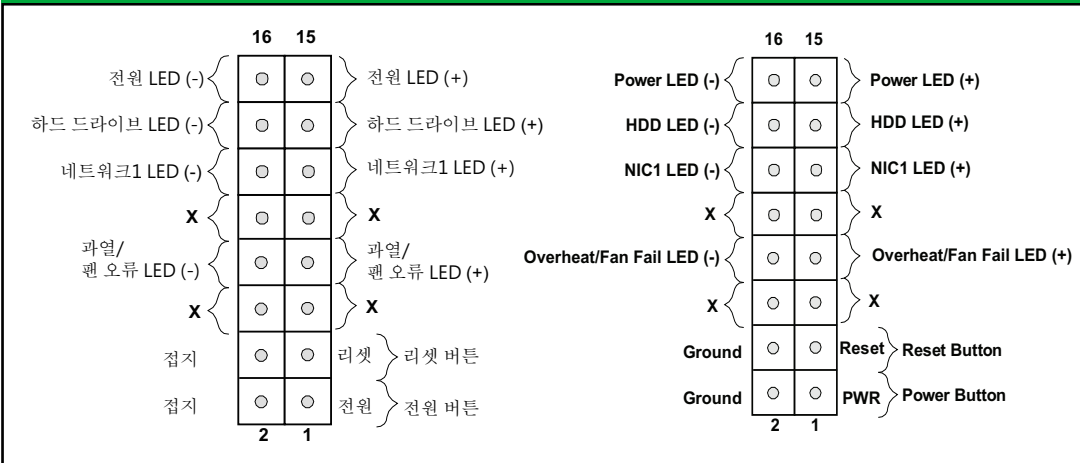 16 15
전원 LED (-) 전원 LED (+)
하드 드라이브 LED (-) 하드 드라이브 LED (+)
네트워크1 LED (-) 네트워크1 LED (+)
X X
과열/
팬 오류 LED (-)
과열/
팬 오류 LED (+)
X X
접지 리셋 리셋 버튼
접지 전원 전원 버튼
2 1
16 15
Power LED (-) Power LED (+)
HDD LED (-) HDD LED (+)
NIC1 LED (-) NIC1 LED (+)
X X
Overheat/Fan Fail LED (-) Overheat/Fan Fail LED (+)
X X
Ground Reset Reset Button
Ground PWR Power Button
2 1